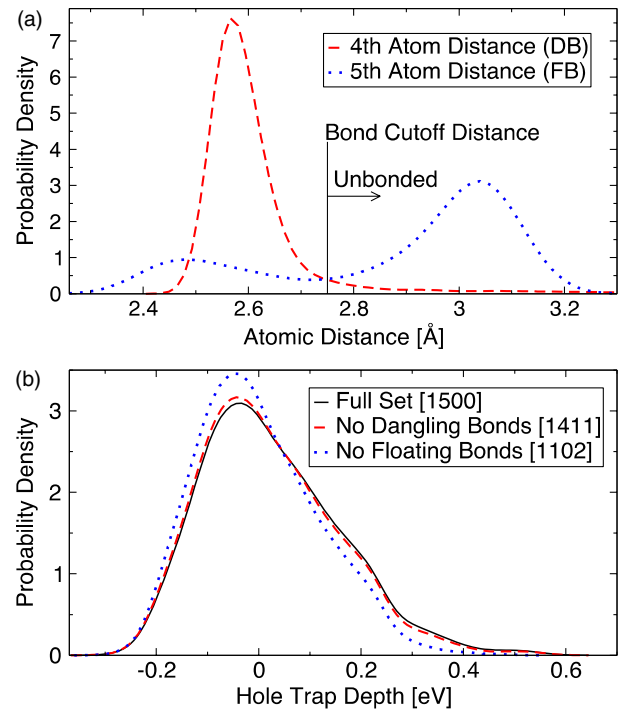 (a)
4th Atom Distance (DB)
5th Atom Distance (FB)
Bond Cutoff Distance
Unbonded
Probability Density
0
1
2
3
4
5
6
7
2.4
2.6
2.8
3
3.2
Atomic Distance [Å]
(b)
Full Set [1500]
No Dangling Bonds [1411]
No Floating Bonds [1102]
Probability Density
0
1
2
3
-0.2
0
0.2
0.4
0.6
Hole Trap Depth [eV]